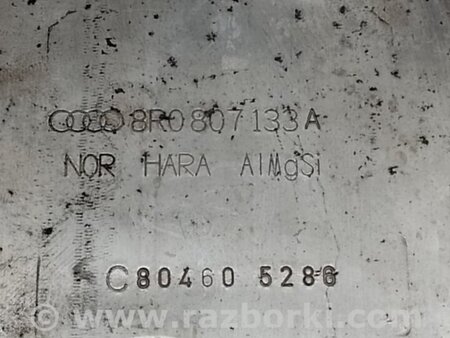 8R0 807 133 A
NOR HARA AlMgSi
C80460 5286
www.razborki.com